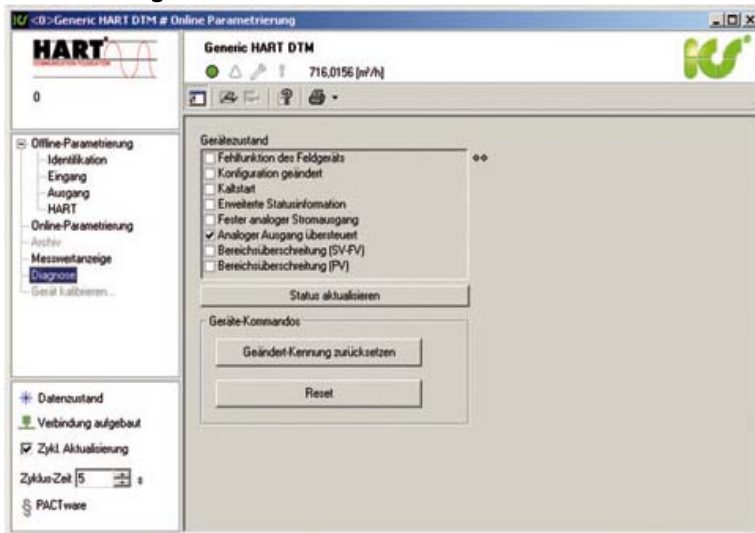 <0>Generic HART DTM # Online Parametrierung
HART
COMMUNICATION FOUNDATION
0
Generic HART DTM
716,0156 [m³/h]
ICS
Offline-Parametrierung
Identifikation
Eingang
Ausgang
HART
Online-Parametrierung
Archiv
Messwertanzeige
Diagnose
Gerät kalibrieren...
Gerätezustand
Fehlfunktion des Feldgeräts
Konfiguration geändert
Kaltstart
Erweiterte Statusinformation
Fester analoger Stromausgang
Analoger Ausgang übersteuert
Bereichsüberschreitung (SV-FV)
Bereichsüberschreitung (PV)
Status aktualisieren
Geräte-Kommandos
Geändert-Kennung zurücksetzen
Reset
Datenzustand
Verbindung aufgebaut
Zykl. Aktualisierung
Zyklus-Zeit 5 s
PACTware